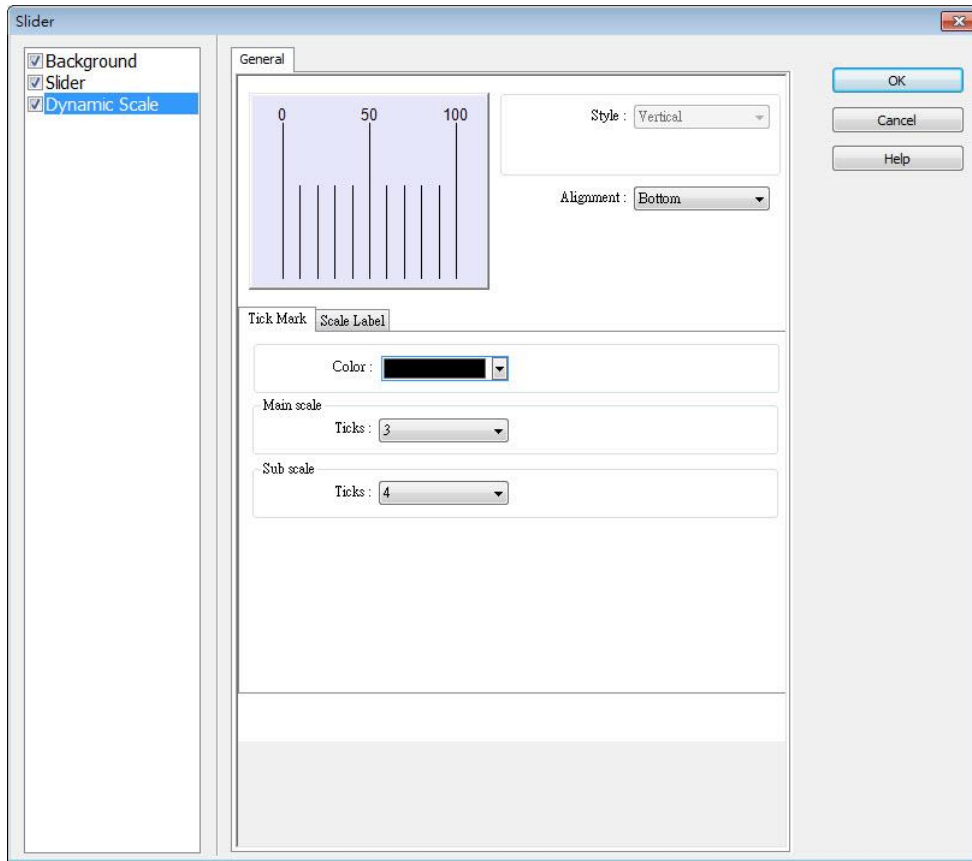 Slider
Background
Slider
Dynamic Scale
General
0 50 100
Style : Vertical
Alignment : Bottom
OK
Cancel
Help
Tick Mark Scale Label
Color :
Main scale
Ticks : 3
Sub scale
Ticks : 4